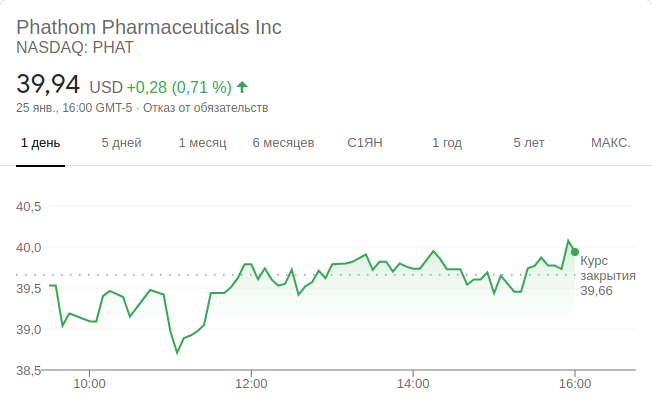 Phathom Pharmaceuticals Inc
NASDAQ: PHAT
39,94 USD +0,28 (0,71 %)
25 янв., 16:00 GMT-5 · Отказ от обязательств
1 день 5 дней 1 месяц 6 месяцев С1ЯН 1 год 5 лет МАКС.
40,5
40,0
39,5
39,0
38,5
Курс
закрытия
39,66
10:00 12:00 14:00 16:00